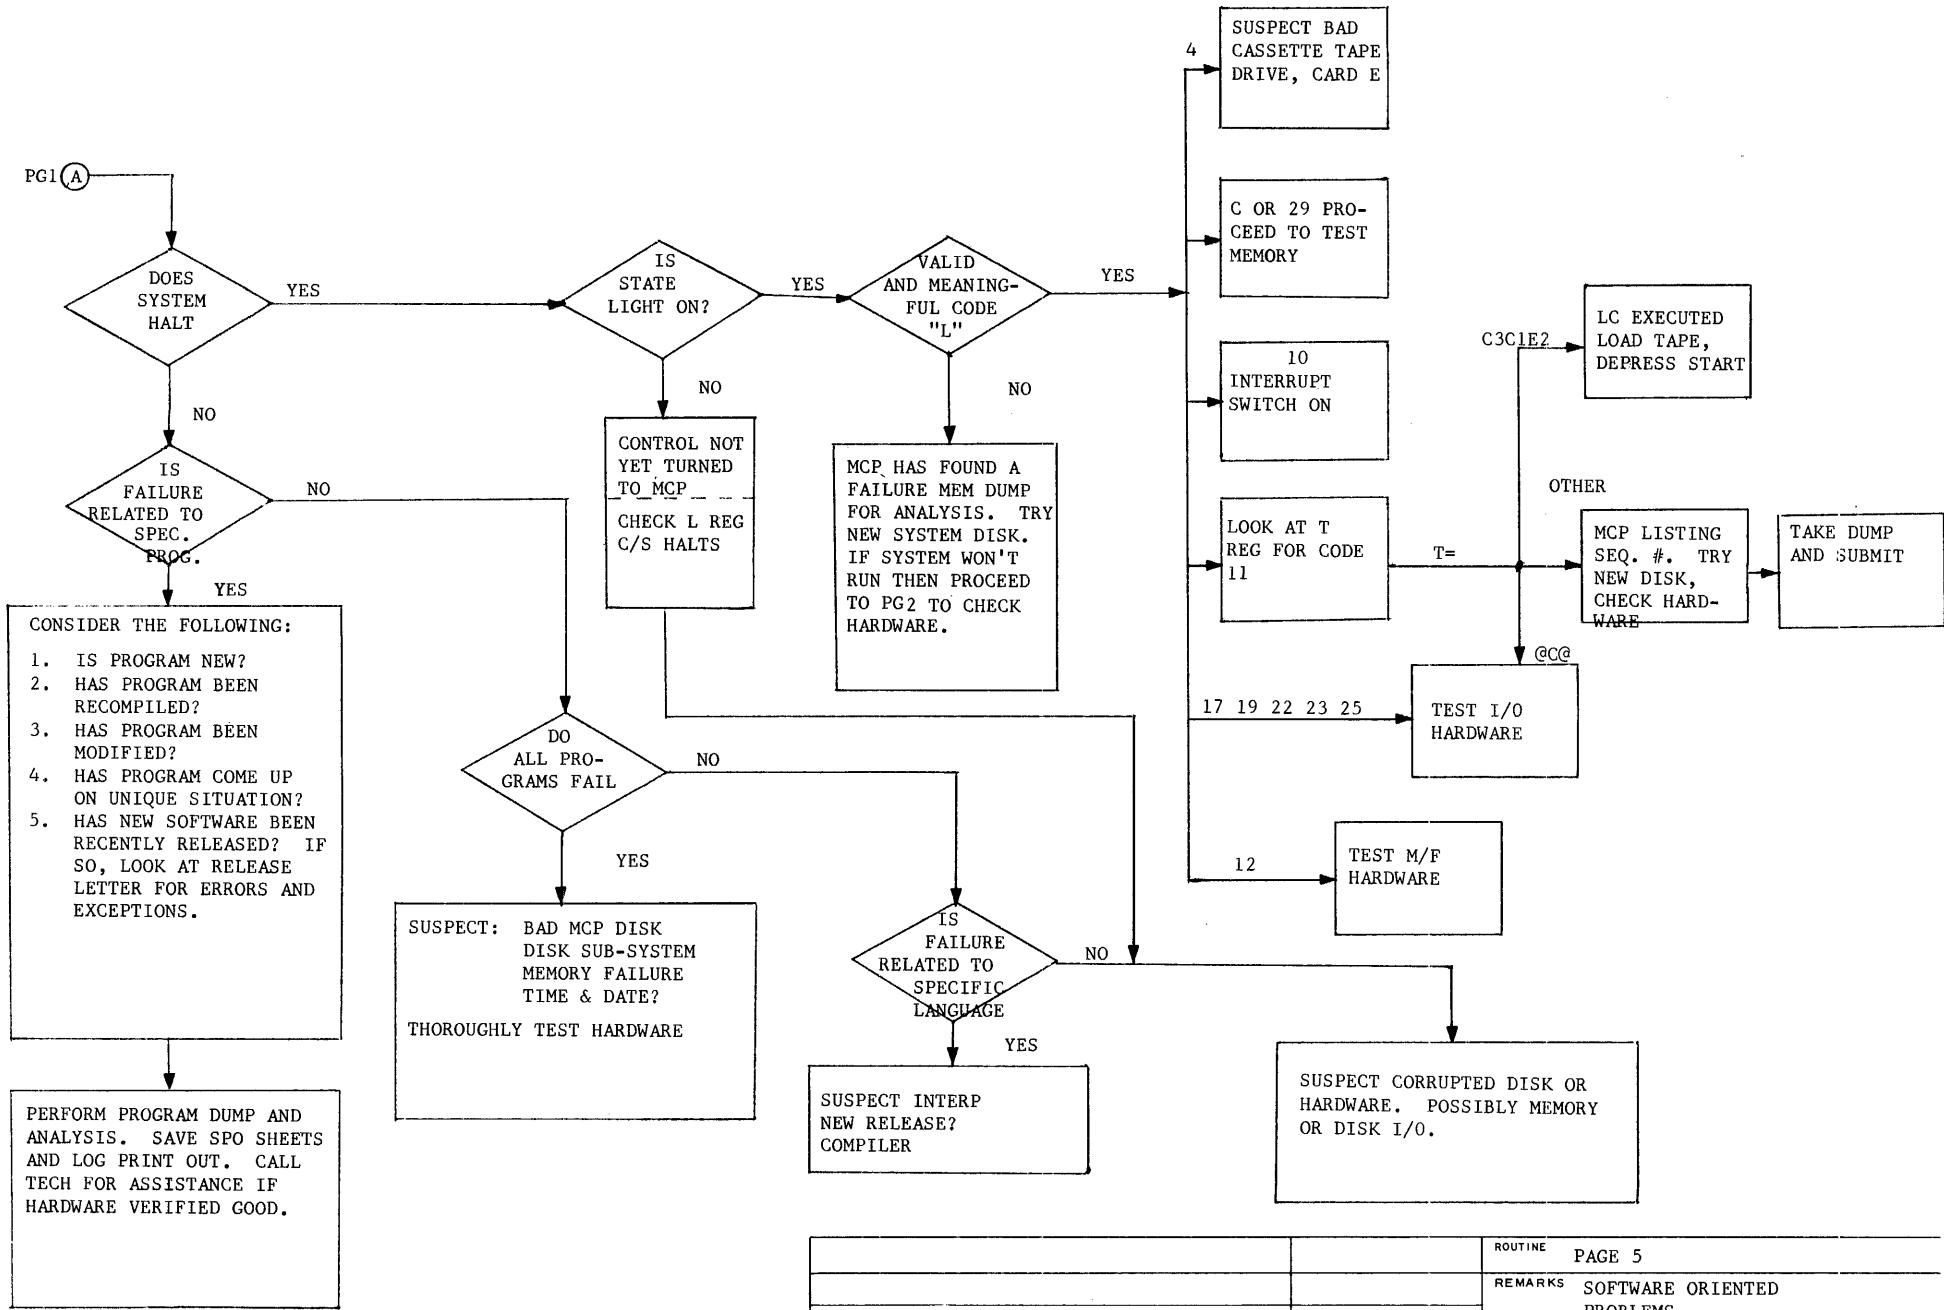 PG1 A
DOES
SYSTEM
HALT
YES
NO
IS
STATE
LIGHT ON?
YES
NO
VALID
AND MEANING-
FUL CODE
"L"
YES
NO
4
SUSPECT BAD
CASSETTE TAPE
DRIVE, CARD E
C OR 29 PRO-
CEED TO TEST
MEMORY
10
INTERRUPT
SWITCH ON
LOOK AT T
REG FOR CODE
11
T=
C3C1E2
LC EXECUTED
LOAD TAPE,
DEPRESS START
OTHER
MCP LISTING
SEQ. #. TRY
NEW DISK,
CHECK HARD-
WARE
TAKE DUMP
AND SUBMIT
@C@
17 19 22 23 25
TEST I/O
HARDWARE
12
TEST M/F
HARDWARE
CONTROL NOT
YET TURNED
TO MCP
CHECK L REG
C/S HALTS
MCP HAS FOUND A
FAILURE MEM DUMP
FOR ANALYSIS. TRY
NEW SYSTEM DISK.
IF SYSTEM WON'T
RUN THEN PROCEED
TO PG2 TO CHECK
HARDWARE.
IS
FAILURE
RELATED TO
SPEC.
PROG.
NO
YES
CONSIDER THE FOLLOWING:
1. IS PROGRAM NEW?
2. HAS PROGRAM BEEN
RECOMPILED?
3. HAS PROGRAM BEEN
MODIFIED?
4. HAS PROGRAM COME UP
ON UNIQUE SITUATION?
5. HAS NEW SOFTWARE BEEN
RECENTLY RELEASED? IF
SO, LOOK AT RELEASE
LETTER FOR ERRORS AND
EXCEPTIONS.
PERFORM PROGRAM DUMP AND
ANALYSIS. SAVE SPO SHEETS
AND LOG PRINT OUT. CALL
TECH FOR ASSISTANCE IF
HARDWARE VERIFIED GOOD.
DO
ALL PRO-
GRAMS FAIL
NO
YES
SUSPECT: BAD MCP DISK
DISK SUB-SYSTEM
MEMORY FAILURE
TIME & DATE?
THOROUGHLY TEST HARDWARE
IS
FAILURE
RELATED TO
SPECIFIC
LANGUAGE
NO
YES
SUSPECT INTERP
NEW RELEASE?
COMPILER
SUSPECT CORRUPTED DISK OR
HARDWARE. POSSIBLY MEMORY
OR DISK I/O.
ROUTINE PAGE 5
REMARKS SOFTWARE ORIENTED
PROBLEMS